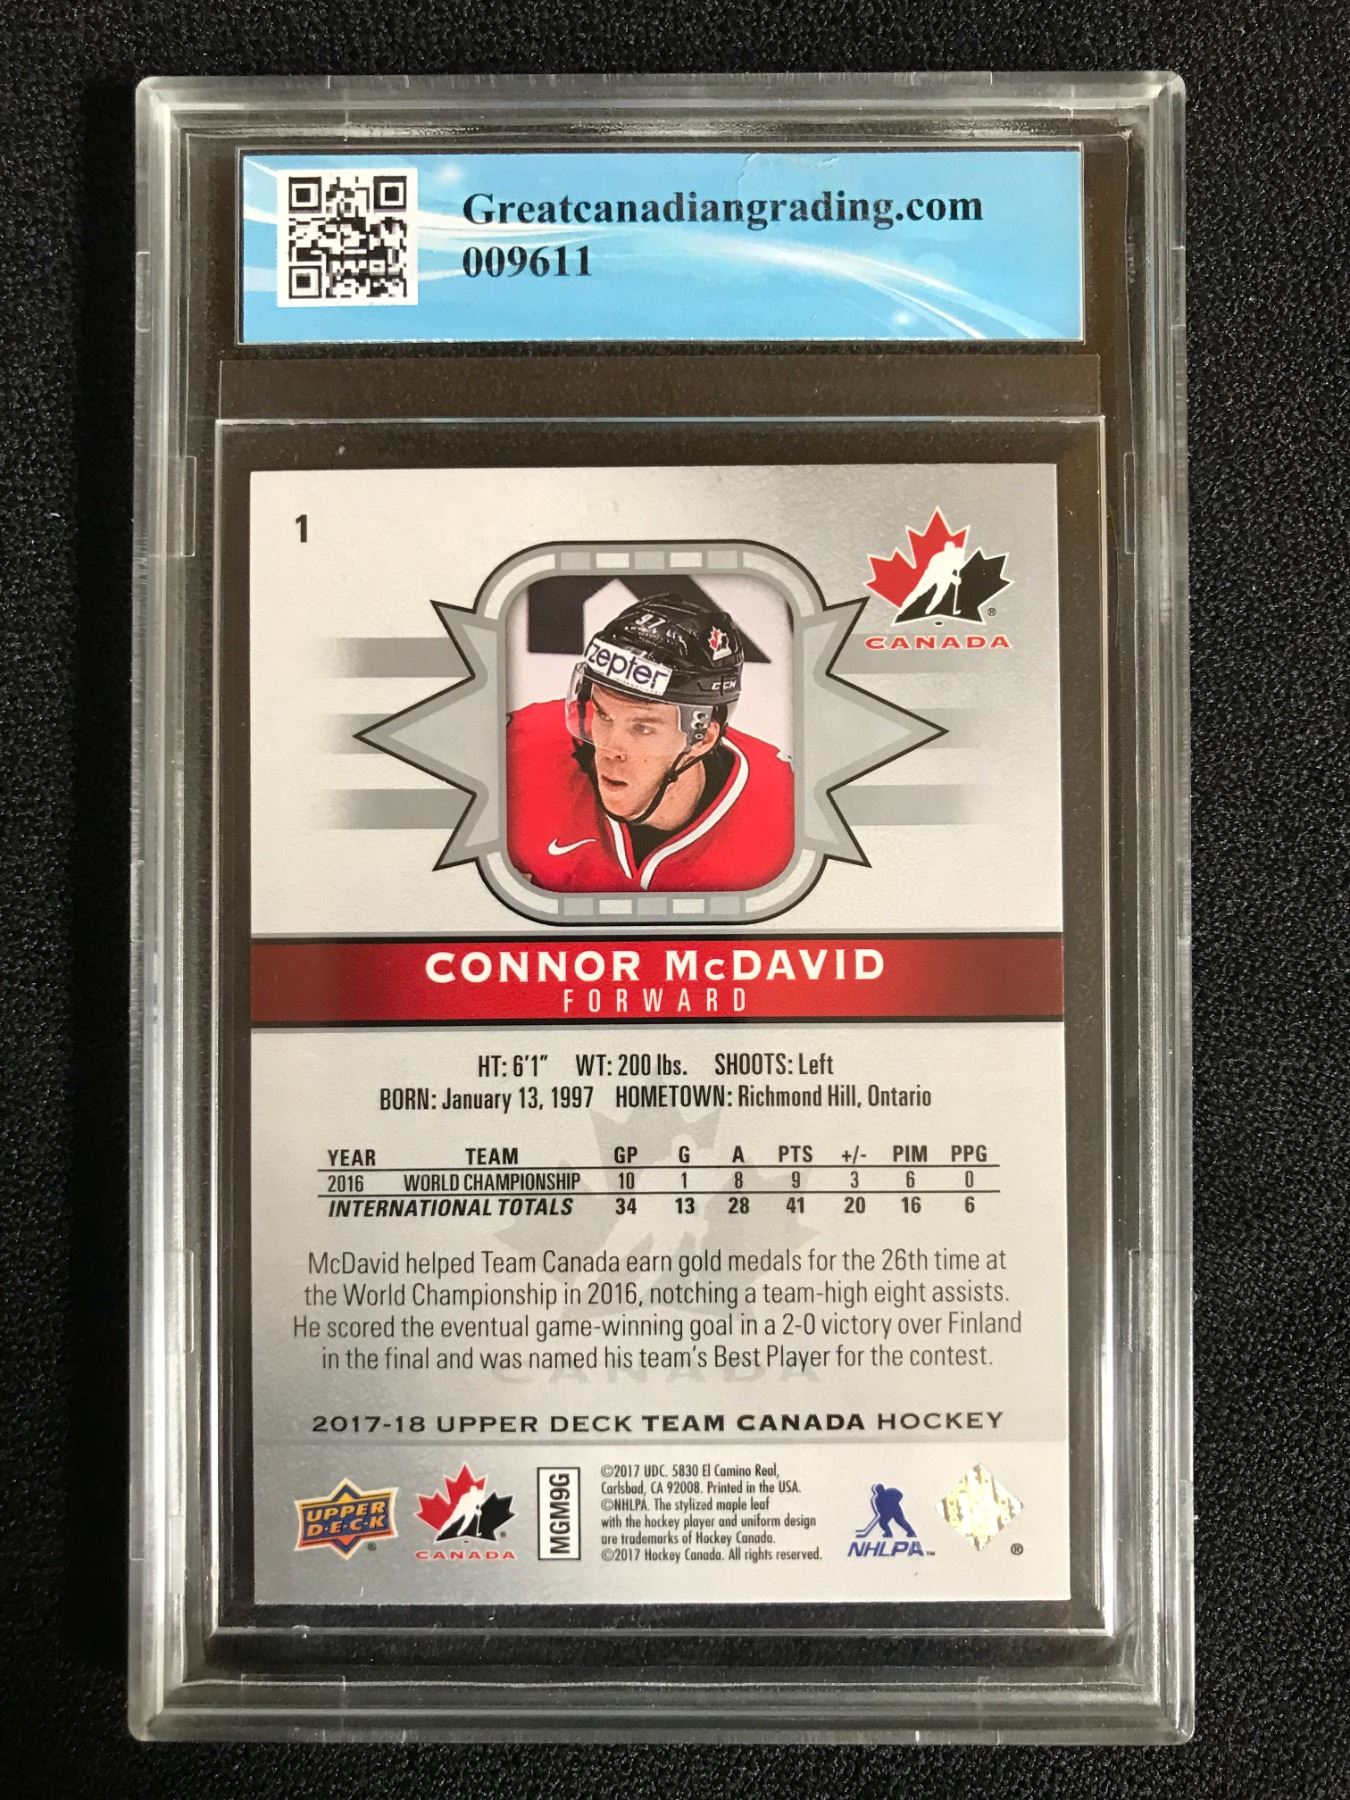 Greatcanadiangrading.com
009611
1
CANADA
97
zepter
CCM
CONNOR McDAVID
FORWARD
HT: 6'1" WT: 200 lbs. SHOOTS: Left
BORN: January 13, 1997 HOMETOWN: Richmond Hill, Ontario
YEAR TEAM GP G A PTS +/- PIM PPG
2016 WORLD CHAMPIONSHIP 10 1 8 9 3 6 0
INTERNATIONAL TOTALS 34 13 28 41 20 16 6
McDavid helped Team Canada earn gold medals for the 26th time at
the World Championship in 2016, notching a team-high eight assists.
He scored the eventual game-winning goal in a 2-0 victory over Finland
in the final and was named his team's Best Player for the contest.
CANADA
2017-18 UPPER DECK TEAM CANADA HOCKEY
UPPER
D·E·C·K
®
CANADA
MGM9G
©2017 UDC. 5830 El Camino Real,
Carlsbad, CA 92008. Printed in the USA.
©NHLPA. The stylized maple leaf
with the hockey player and uniform design
are trademarks of Hockey Canada.
©2017 Hockey Canada. All rights reserved.
NHLPA™
®